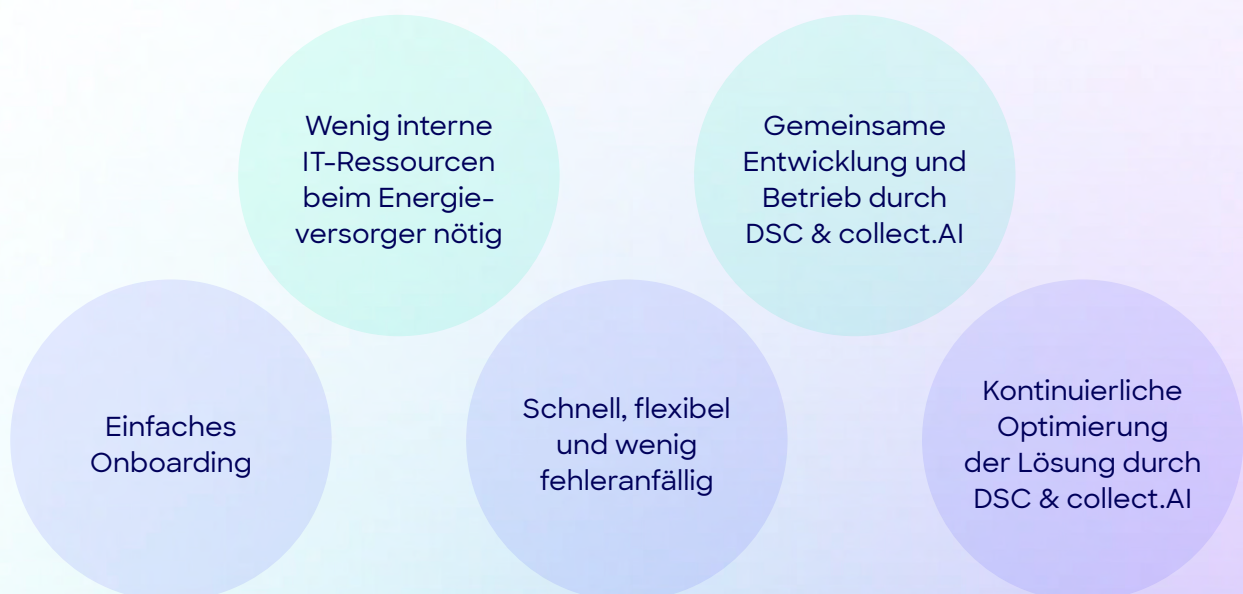 Wenig interne
IT-Ressourcen
beim Energie-
versorger nötig
Gemeinsame
Entwicklung und
Betrieb durch
DSC & collect.AI
Einfaches
Onboarding
Schnell, flexibel
und wenig
fehleranfällig
Kontinuierliche
Optimierung
der Lösung durch
DSC & collect.AI